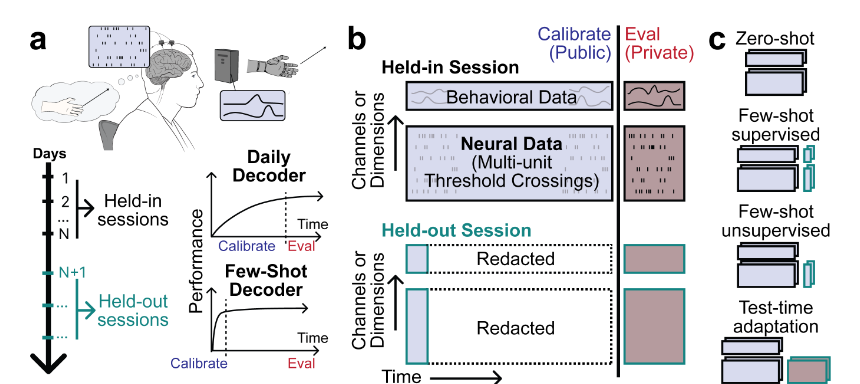 a
Days
1
2
...
N
Held-in
sessions
N+1
...
...
Held-out
sessions
Performance
Daily
Decoder
Time
Calibrate
Eval
Few-Shot
Decoder
Time
Calibrate
Eval
b
Calibrate
(Public)
Eval
(Private)
Held-in Session
Channels or
Dimensions
Behavioral Data
Neural Data
(Multi-unit
Threshold Crossings)
Held-out Session
Channels or
Dimensions
Redacted
Redacted
Time
c
Zero-shot
Few-shot
supervised
Few-shot
unsupervised
Test-time
adaptation